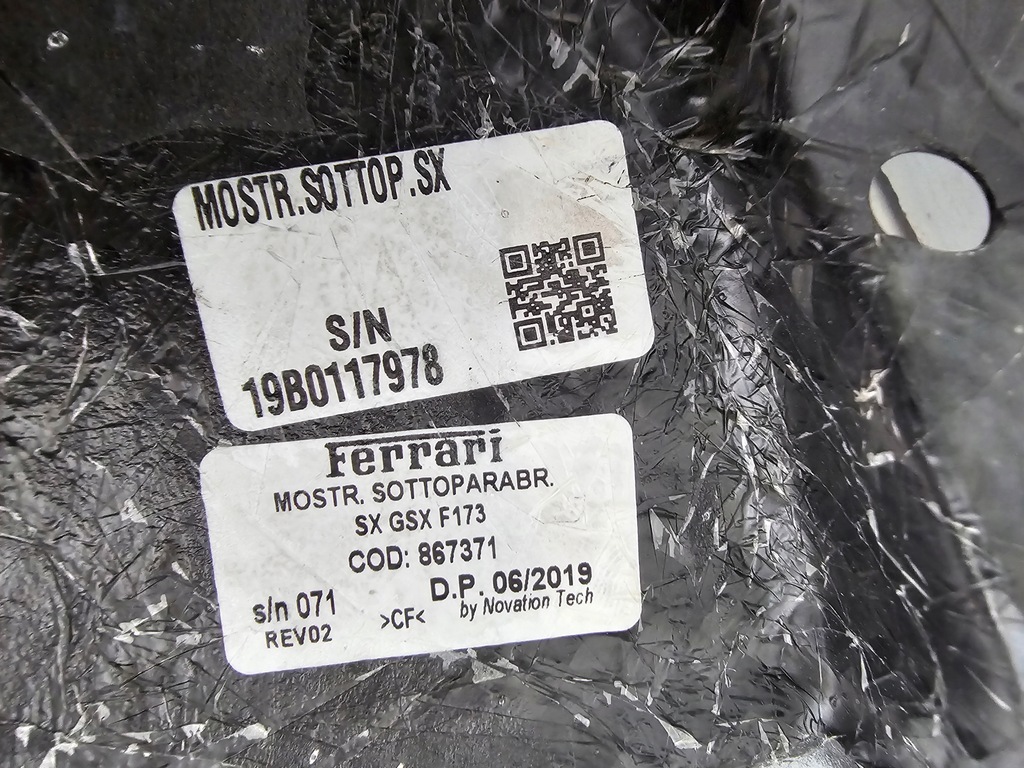 MOSTR.SOTTOP.SX
S/N
19B0117978
Ferrari
MOSTR. SOTTOPARABR.
SX GSX F173
COD: 867371
D.P. 06/2019
s/n 071
>CF<
by Novation Tech
REV02